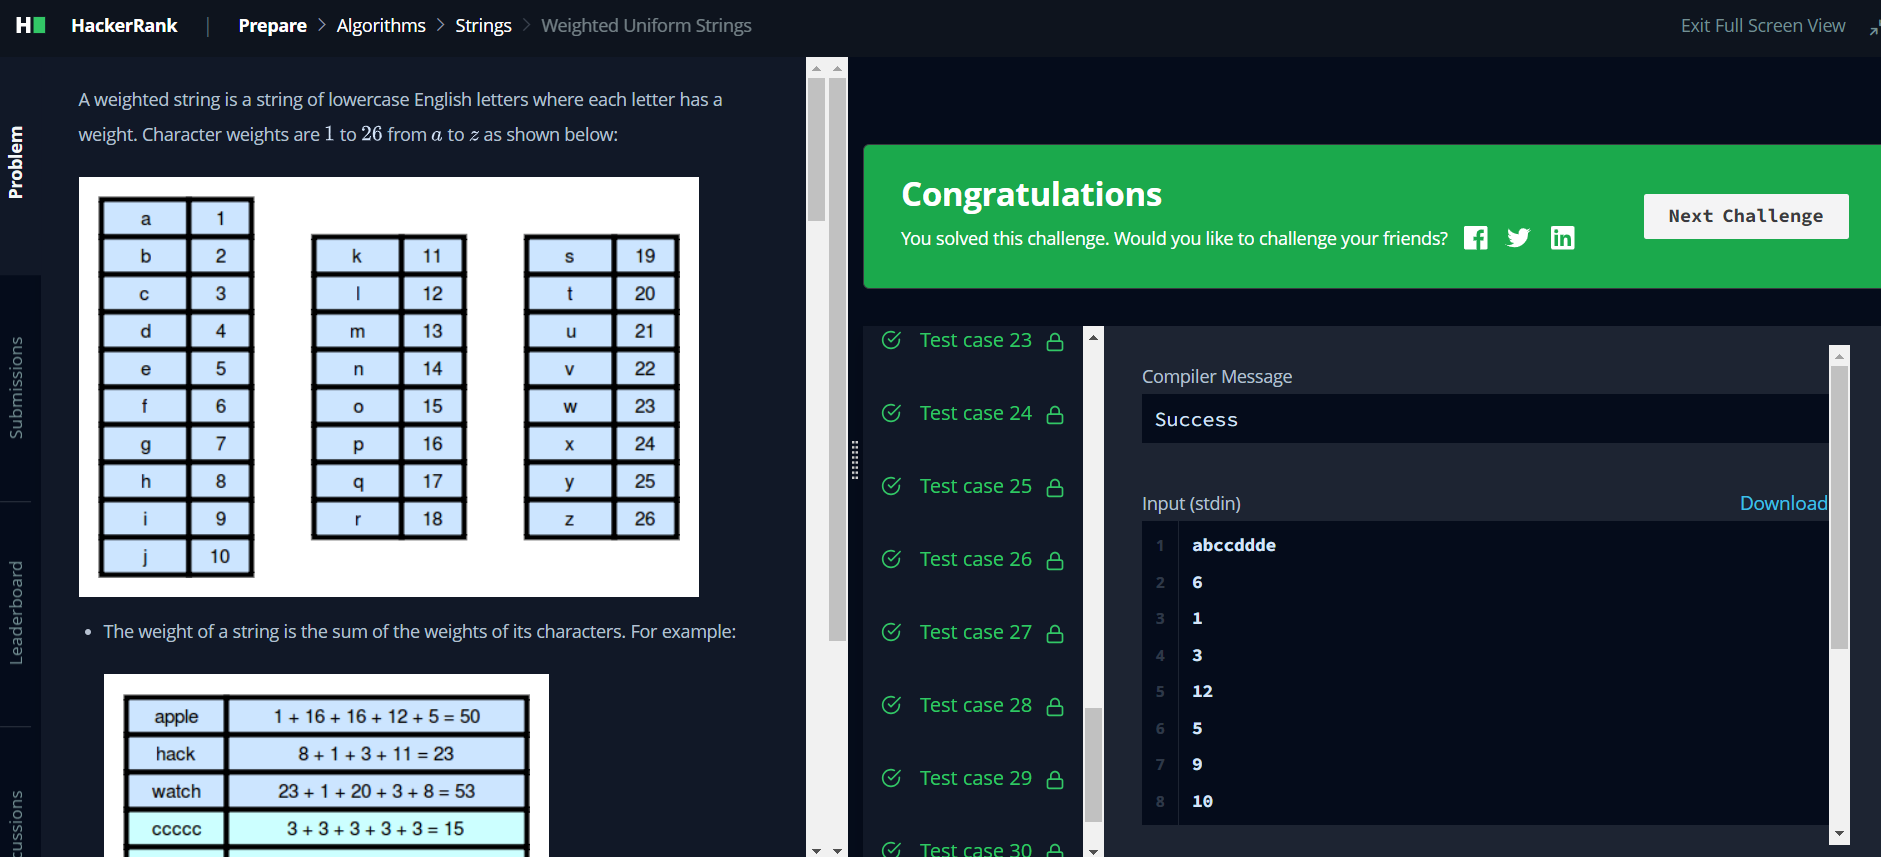 HackerRank | Prepare > Algorithms > Strings > Weighted Uniform Strings
Exit Full Screen View
Problem
Submissions
Leaderboard
cussions
A weighted string is a string of lowercase English letters where each letter has a
weight. Character weights are 1 to 26 from a to z as shown below:
a 1
b 2
c 3
d 4
e 5
f 6
g 7
h 8
i 9
j 10
k 11
l 12
m 13
n 14
o 15
p 16
q 17
r 18
s 19
t 20
u 21
v 22
w 23
x 24
y 25
z 26
• The weight of a string is the sum of the weights of its characters. For example:
apple 1 + 16 + 16 + 12 + 5 = 50
hack 8 + 1 + 3 + 11 = 23
watch 23 + 1 + 20 + 3 + 8 = 53
ccccc 3 + 3 + 3 + 3 + 3 = 15
Congratulations
You solved this challenge. Would you like to challenge your friends?
Next Challenge
Test case 23
Test case 24
Test case 25
Test case 26
Test case 27
Test case 28
Test case 29
Test case 30
Compiler Message
Success
Input (stdin)
Download
1 abccddde
2 6
3 1
4 3
5 12
6 5
7 9
8 10